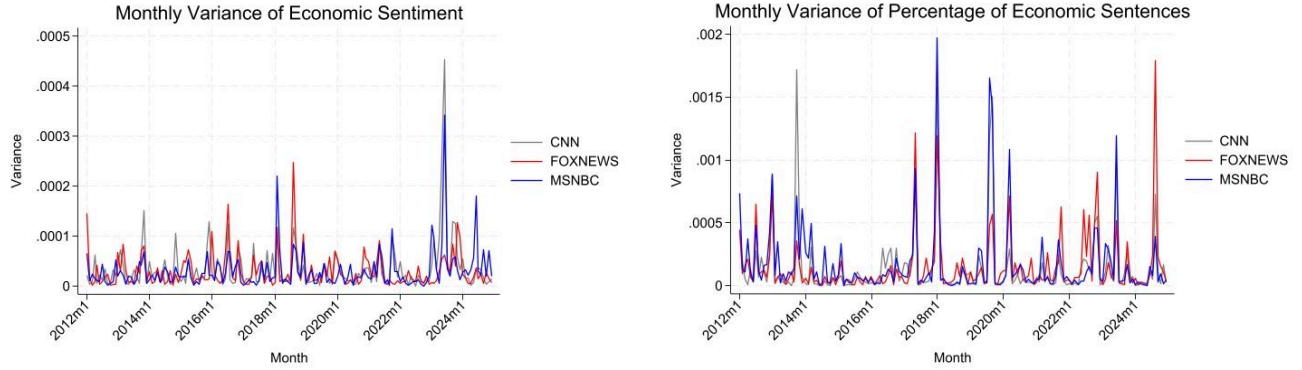 Monthly Variance of Economic Sentiment
.0005
.0004
.0003
.0002
.0001
0
Variance
2012m1
2014m1
2016m1
2018m1
2020m1
2022m1
2024m1
Month
CNN
FOXNEWS
MSNBC
Monthly Variance of Percentage of Economic Sentences
.002
.0015
.001
.0005
0
Variance
2012m1
2014m1
2016m1
2018m1
2020m1
2022m1
2024m1
Month
CNN
FOXNEWS
MSNBC